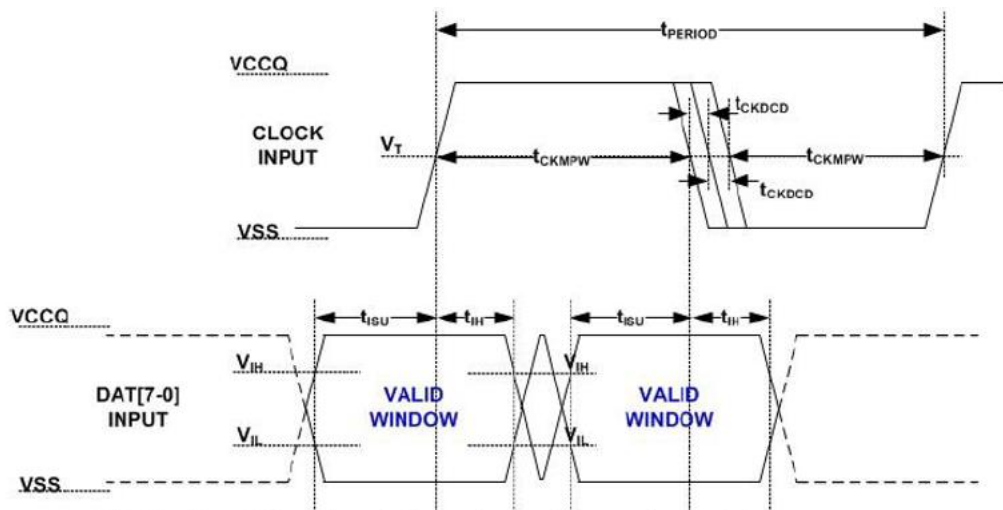 tPERIOD
VCCQ
tCKDCD
CLOCK
INPUT
VT
tCKMPW
tCKMPW
tCKDCD
VSS
VCCQ
tISU
tIH
tISU
tIH
VIH
VIH
DAT[7-0]
INPUT
VALID
WINDOW
VALID
WINDOW
VIL
VIL
VSS